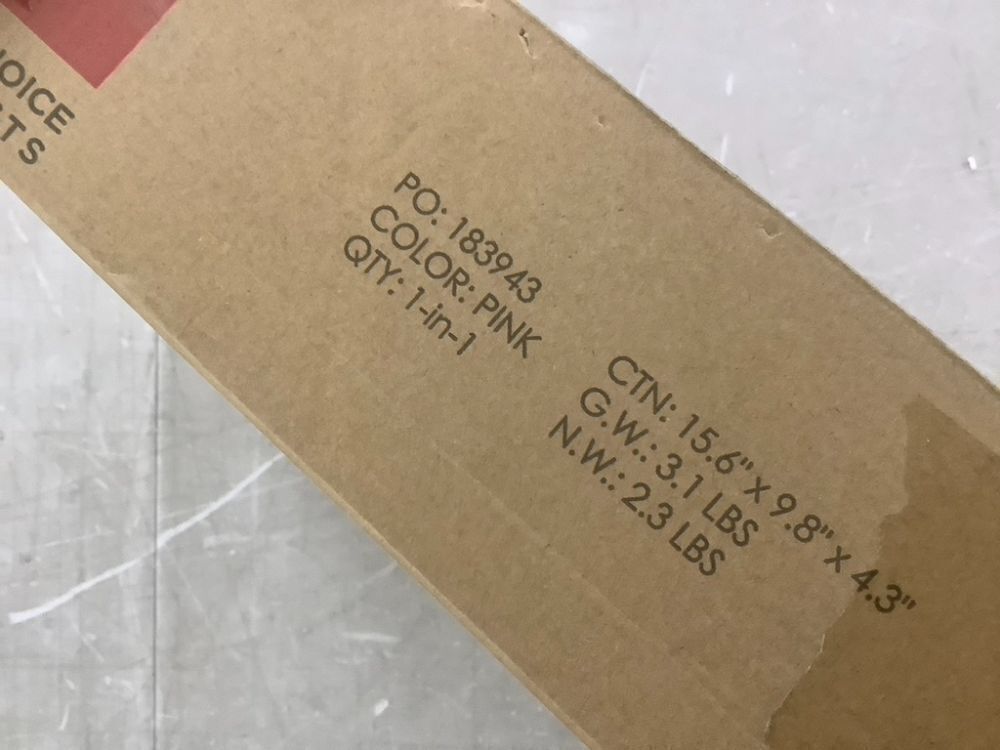 OICE
TS
PO: 183943
COLOR: PINK
QTY: 1-in-1
CTN: 15.6" x 9.8" x 4.3"
G.W.: 3.1 LBS
N.W.: 2.3 LBS